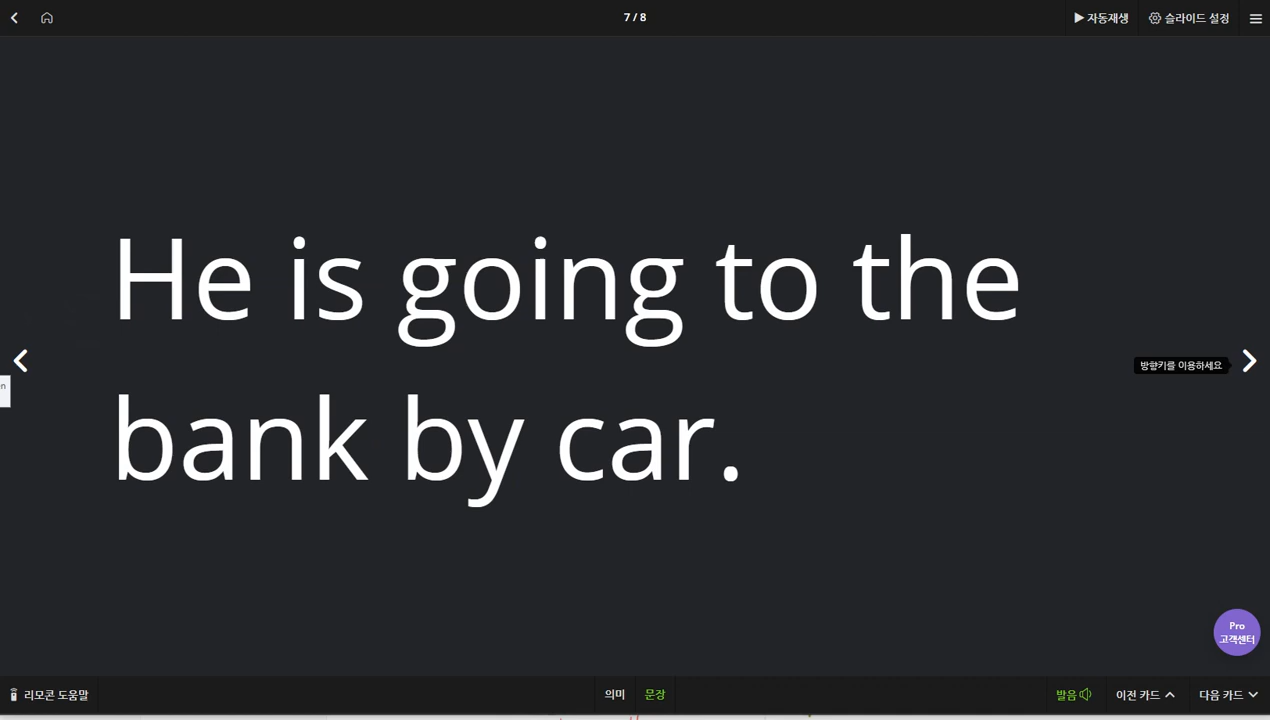 7 / 8
자동재생
슬라이드 설정
He is going to the
bank by car.
방향키를 이용하세요
Pro
고객센터
리모콘 도움말
의미
문장
발음
이전 카드
다음 카드